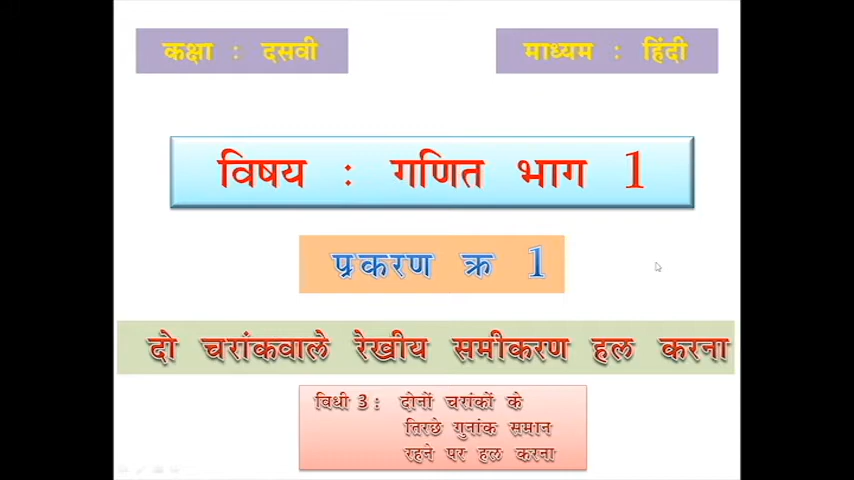 कक्षा : दसवी
माध्यम : हिंदी
विषय : गणित भाग 1
प्रकरण क्र 1
दो चरांकवाले रेखीय समीकरण हल करना
विधी 3 : दोनों चरांकों के
तिरछे गुनांक समान
रहने पर हल करना